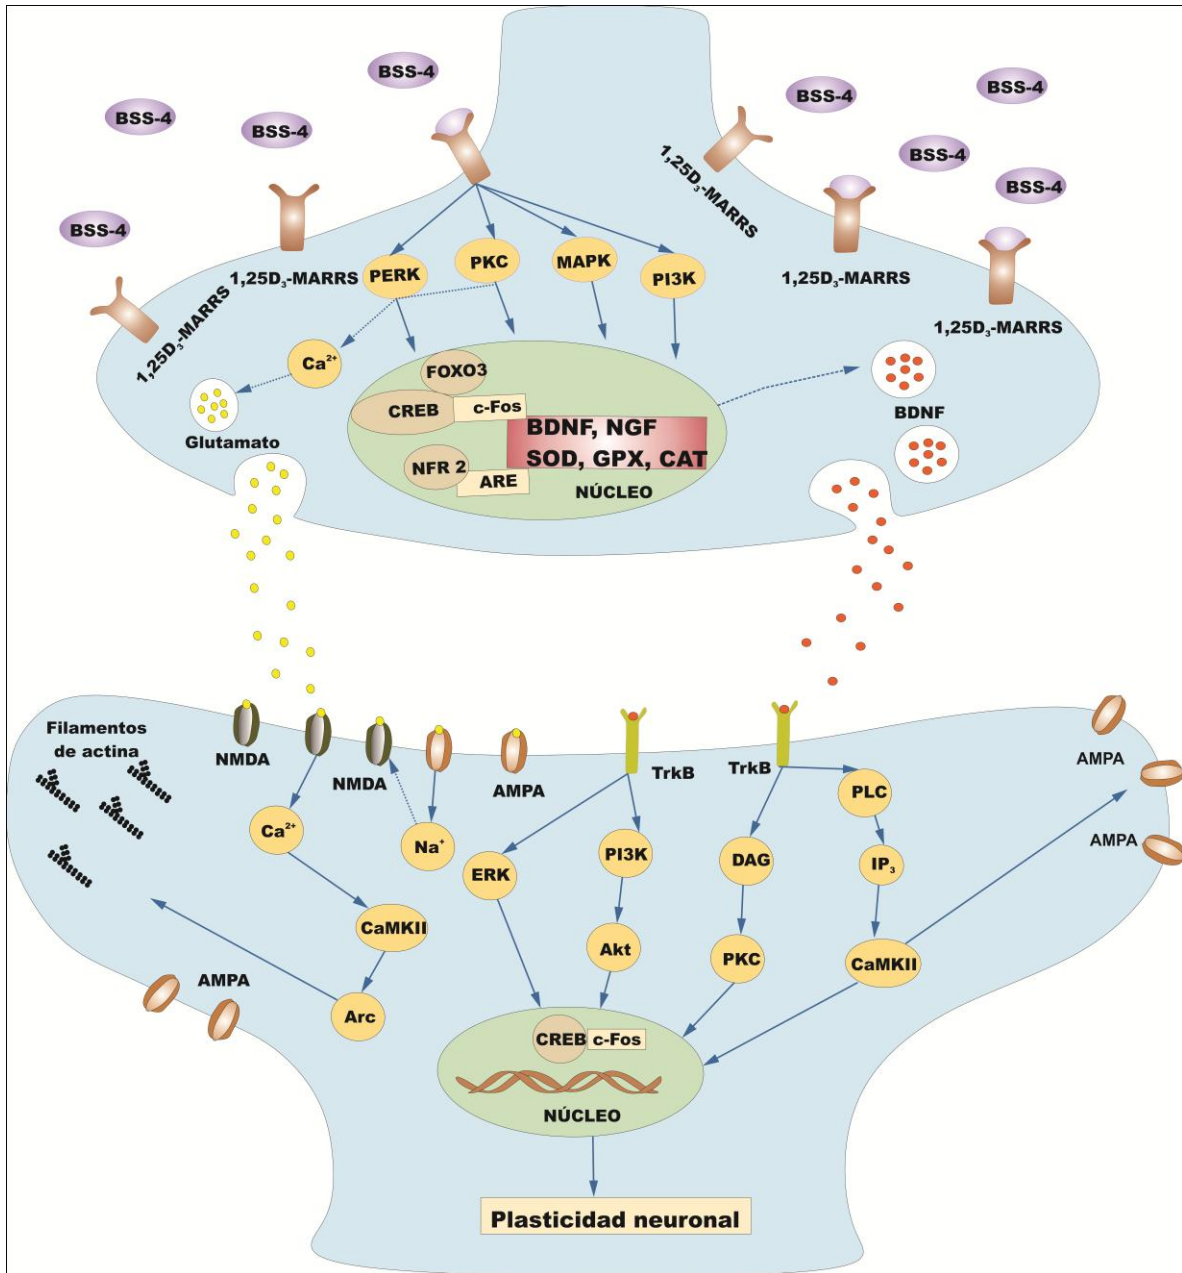 BSS-4
BSS-4
BSS-4
BSS-4
BSS-4
BSS-4
BSS-4
BSS-4
1,25D₃-MARRS
1,25D₃-MARRS
1,25D₃-MARRS
1,25D₃-MARRS
1,25D₃-MARRS
PERK
PKC
MAPK
PI3K
Ca²⁺
Glutamato
FOXO3
CREB
c-Fos
BDNF, NGF
SOD, GPX, CAT
NFR 2
ARE
NÚCLEO
BDNF
Filamentos
de actina
NMDA
NMDA
AMPA
TrkB
TrkB
AMPA
AMPA
Ca²⁺
Na⁺
ERK
PI3K
DAG
PLC
IP₃
CaMKII
Akt
PKC
CaMKII
AMPA
Arc
CREB
c-Fos
NÚCLEO
Plasticidad neuronal